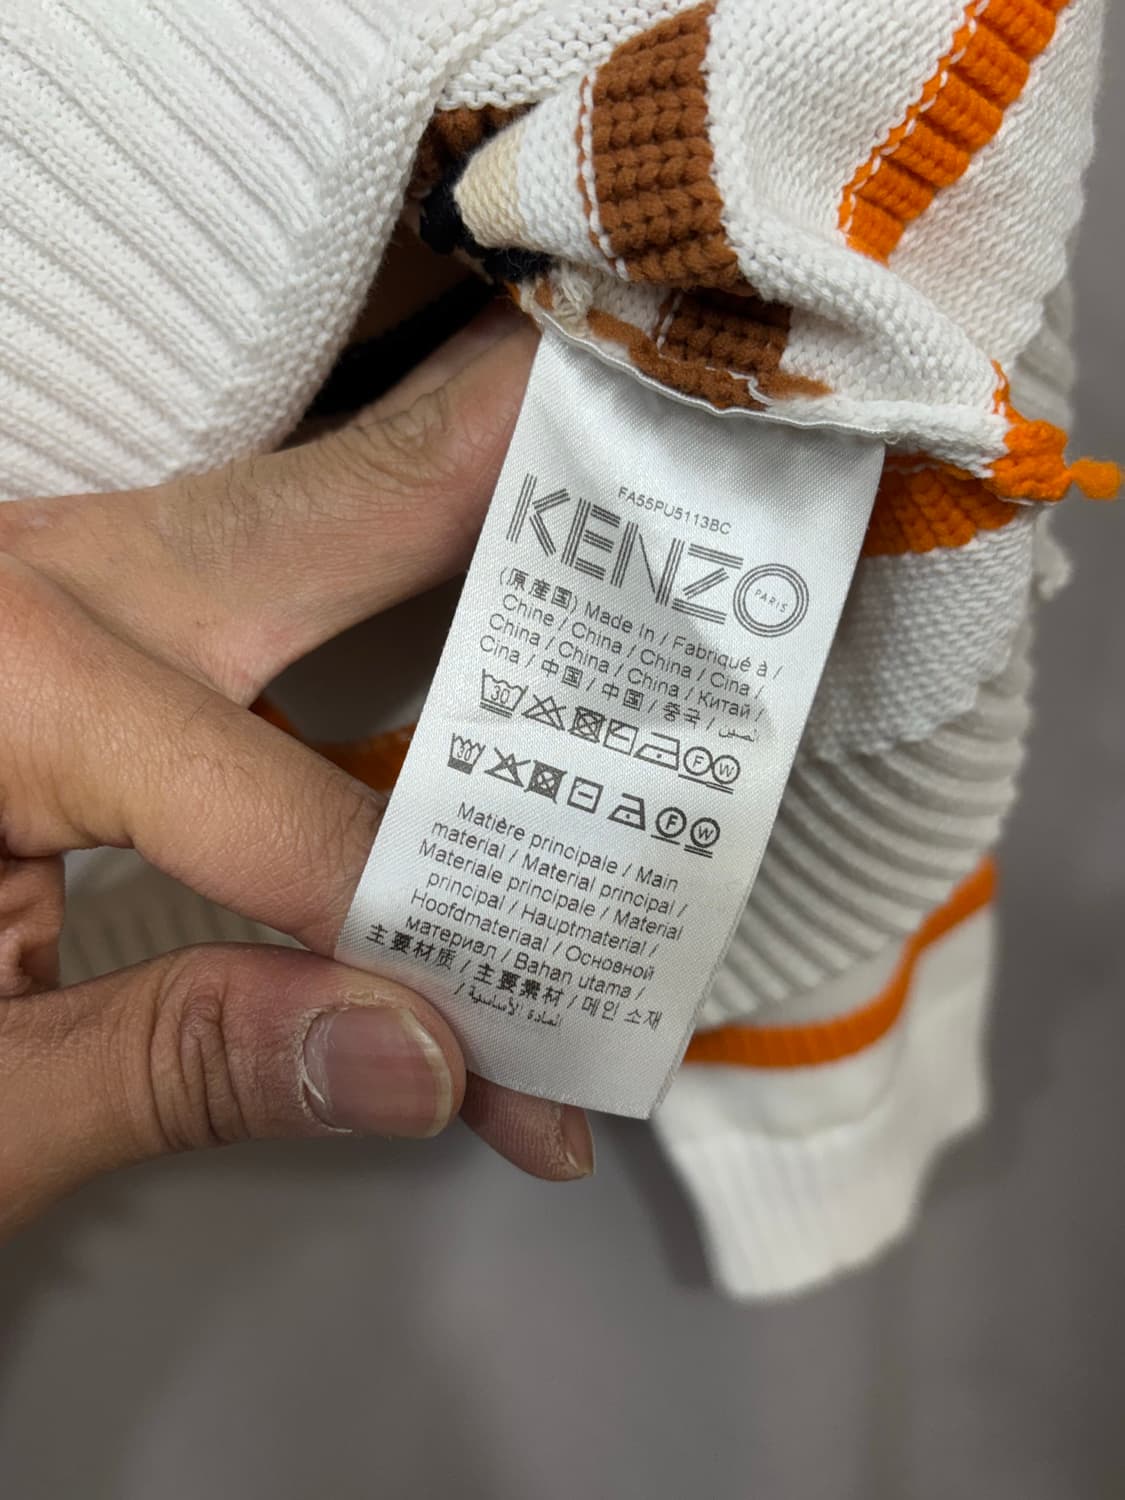 FA55PU5113BC
KENZO
PARIS
(原産国) Made in / Fabriqué à /
Chine / China / China / Cina /
China / China / China / Китай /
Cina / 中国 / 中国 / 중국 / الصين
30
F W
30
F W
Matière principale / Main
material / Material principal /
Materiale principale / Material
principal / Hauptmaterial /
Hoofdmateriaal / Основной
материал / Bahan utama /
主要材质 / 主要素材 / 메인 소재
/ المادة الأساسية